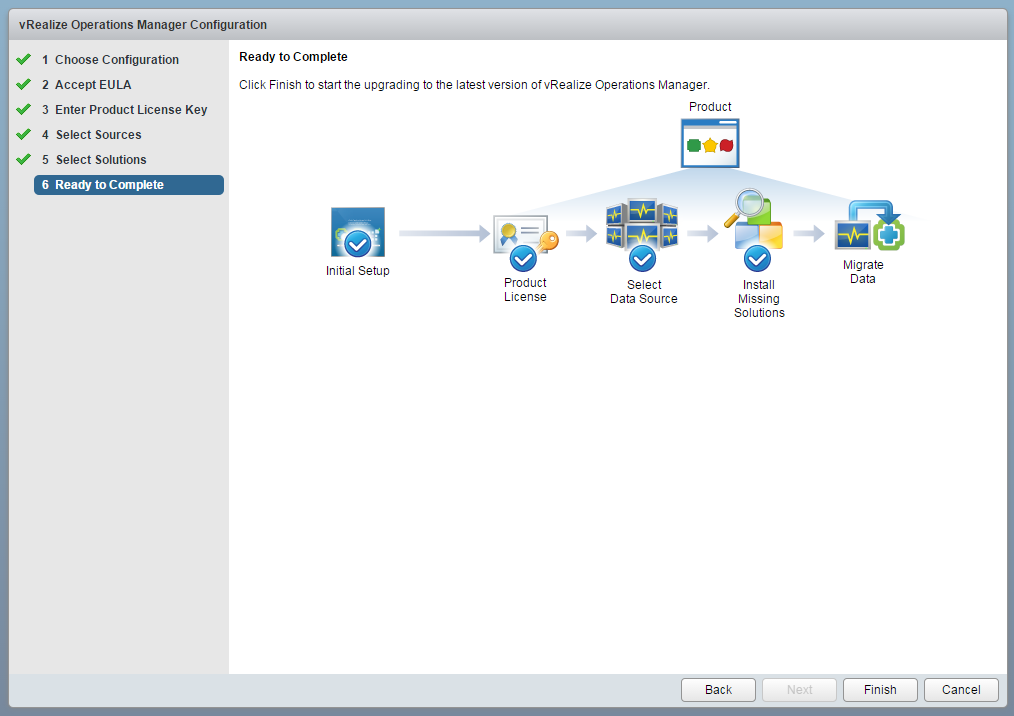 vRealize Operations Manager Configuration
1 Choose Configuration
2 Accept EULA
3 Enter Product License Key
4 Select Sources
5 Select Solutions
6 Ready to Complete
Ready to Complete
Click Finish to start the upgrading to the latest version of vRealize Operations Manager.
Product
Initial Setup
Product
License
Select
Data Source
Install
Missing
Solutions
Migrate
Data
Back
Next
Finish
Cancel